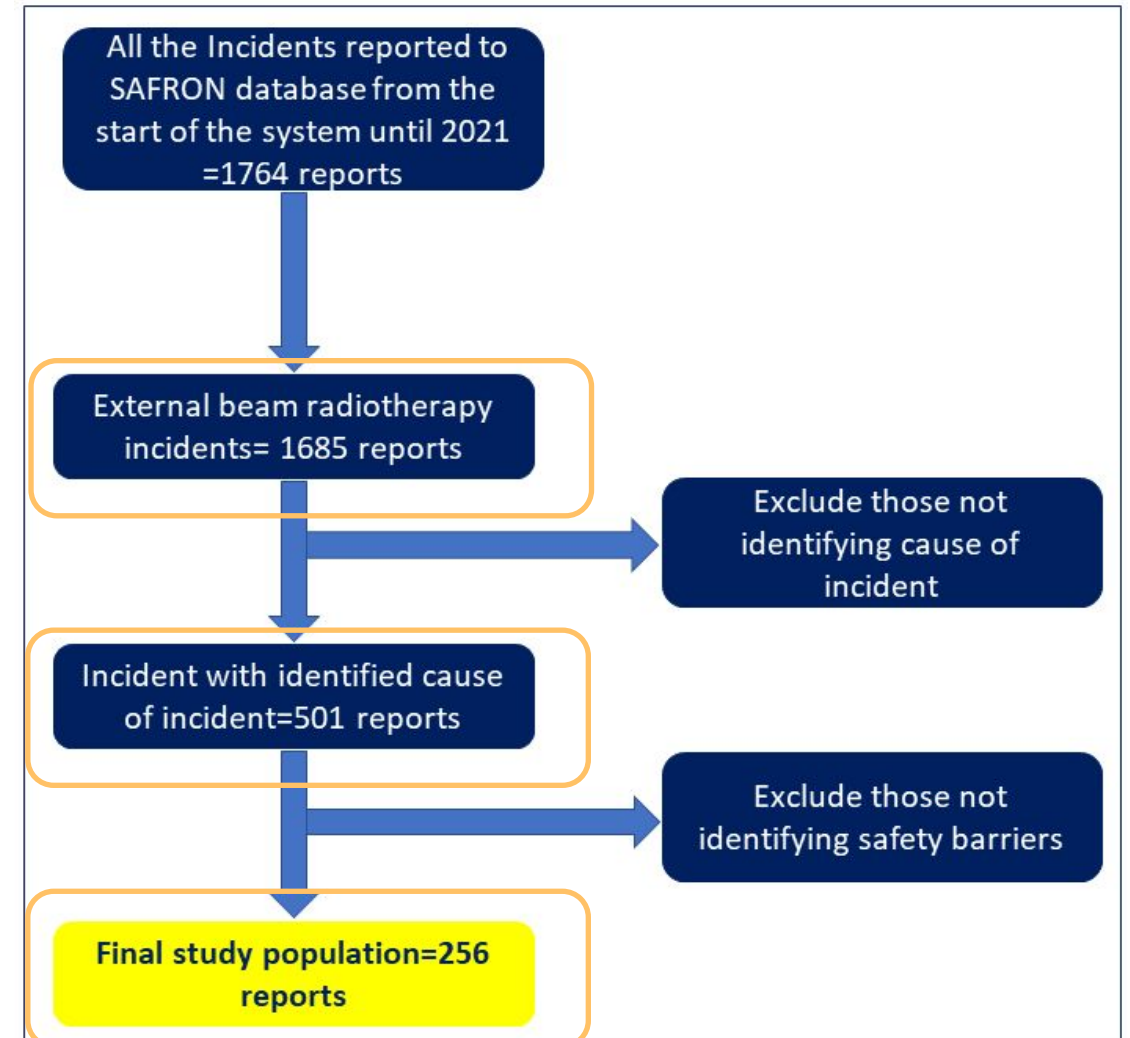 All the Incidents reported to
SAFRON database from the
start of the system until 2021
=1764 reports
External beam radiotherapy
incidents= 1685 reports
Exclude those not
identifying cause of
incident
Incident with identified cause
of incident=501 reports
Exclude those not
identifying safety barriers
Final study population=256
reports